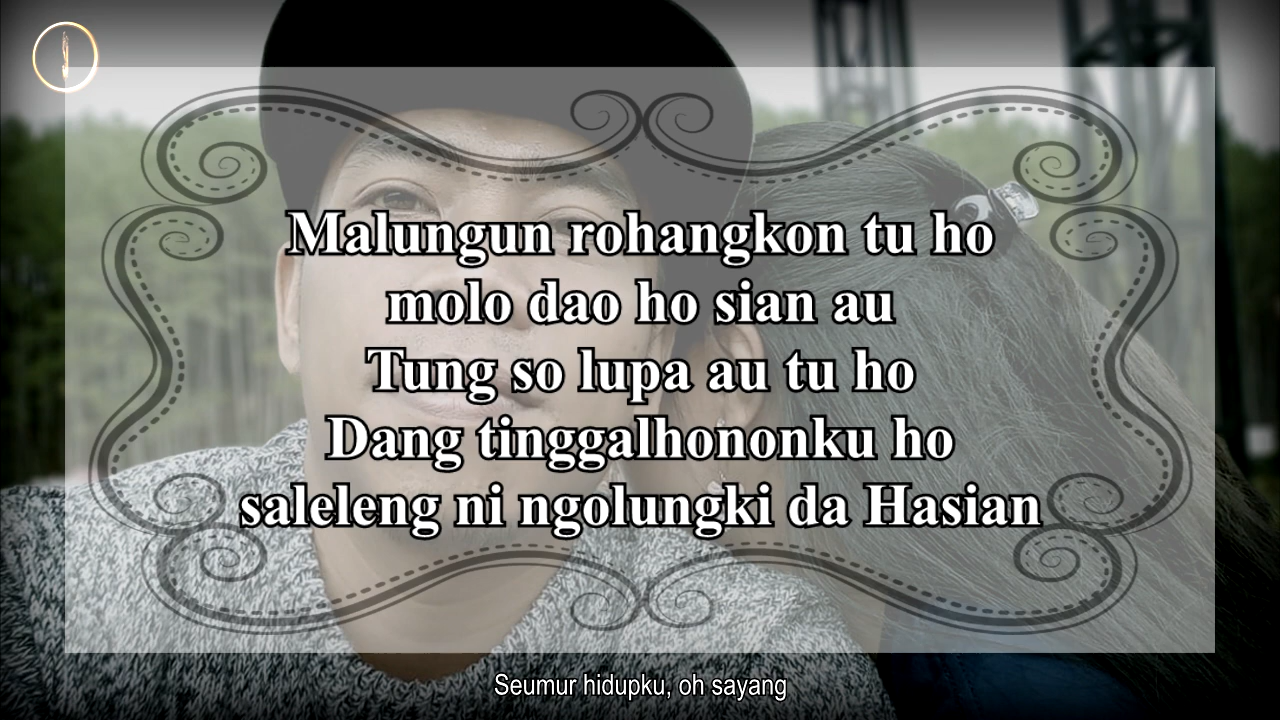 Malungun rohangkon tu ho
molo dao ho sian au
Tung so lupa au tu ho
Dang tinggalhononku ho
saleleng ni ngolungki da Hasian
Seumur hidupku, oh sayang